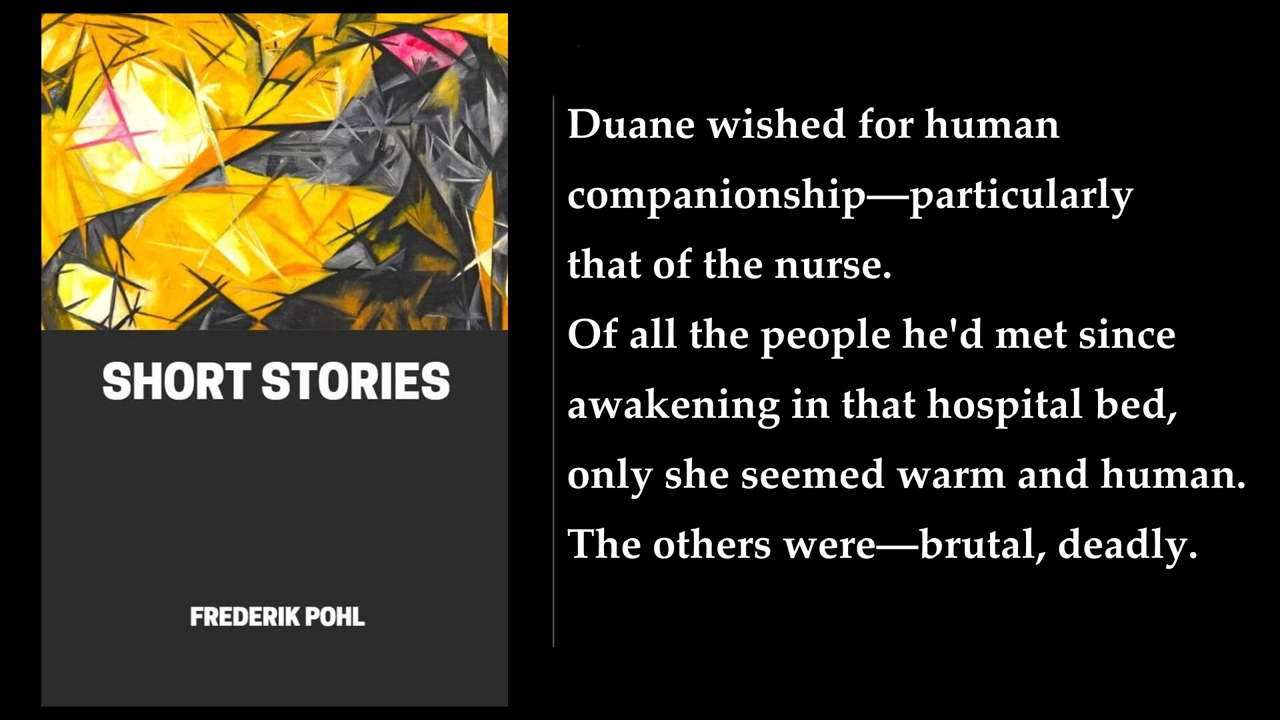 SHORT STORIES
FREDERIK POHL
Duane wished for human
companionship—particularly
that of the nurse.
Of all the people he'd met since
awakening in that hospital bed,
only she seemed warm and human.
The others were—brutal, deadly.